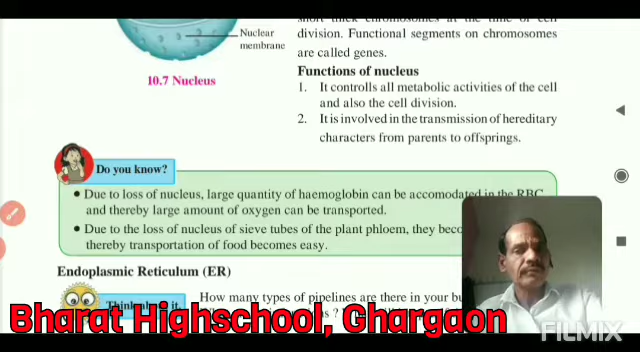 short thick chromosomes at the time of cell
division. Functional segments on chromosomes
are called genes.
Nuclear
membrane
10.7 Nucleus
Functions of nucleus
1. It controlls all metabolic activities of the cell
and also the cell division.
2. It is involved in the transmission of hereditary
characters from parents to offsprings.
Do you know?
• Due to loss of nucleus, large quantity of haemoglobin can be accomodated in the RBC
and thereby large amount of oxygen can be transported.
• Due to the loss of nucleus of sieve tubes of the plant phloem, they beco
thereby transportation of food becomes easy.
Endoplasmic Reticulum (ER)
Think about it.
How many types of pipelines are there in your bu
Bharat Highschool, Ghargaon
FILMIX